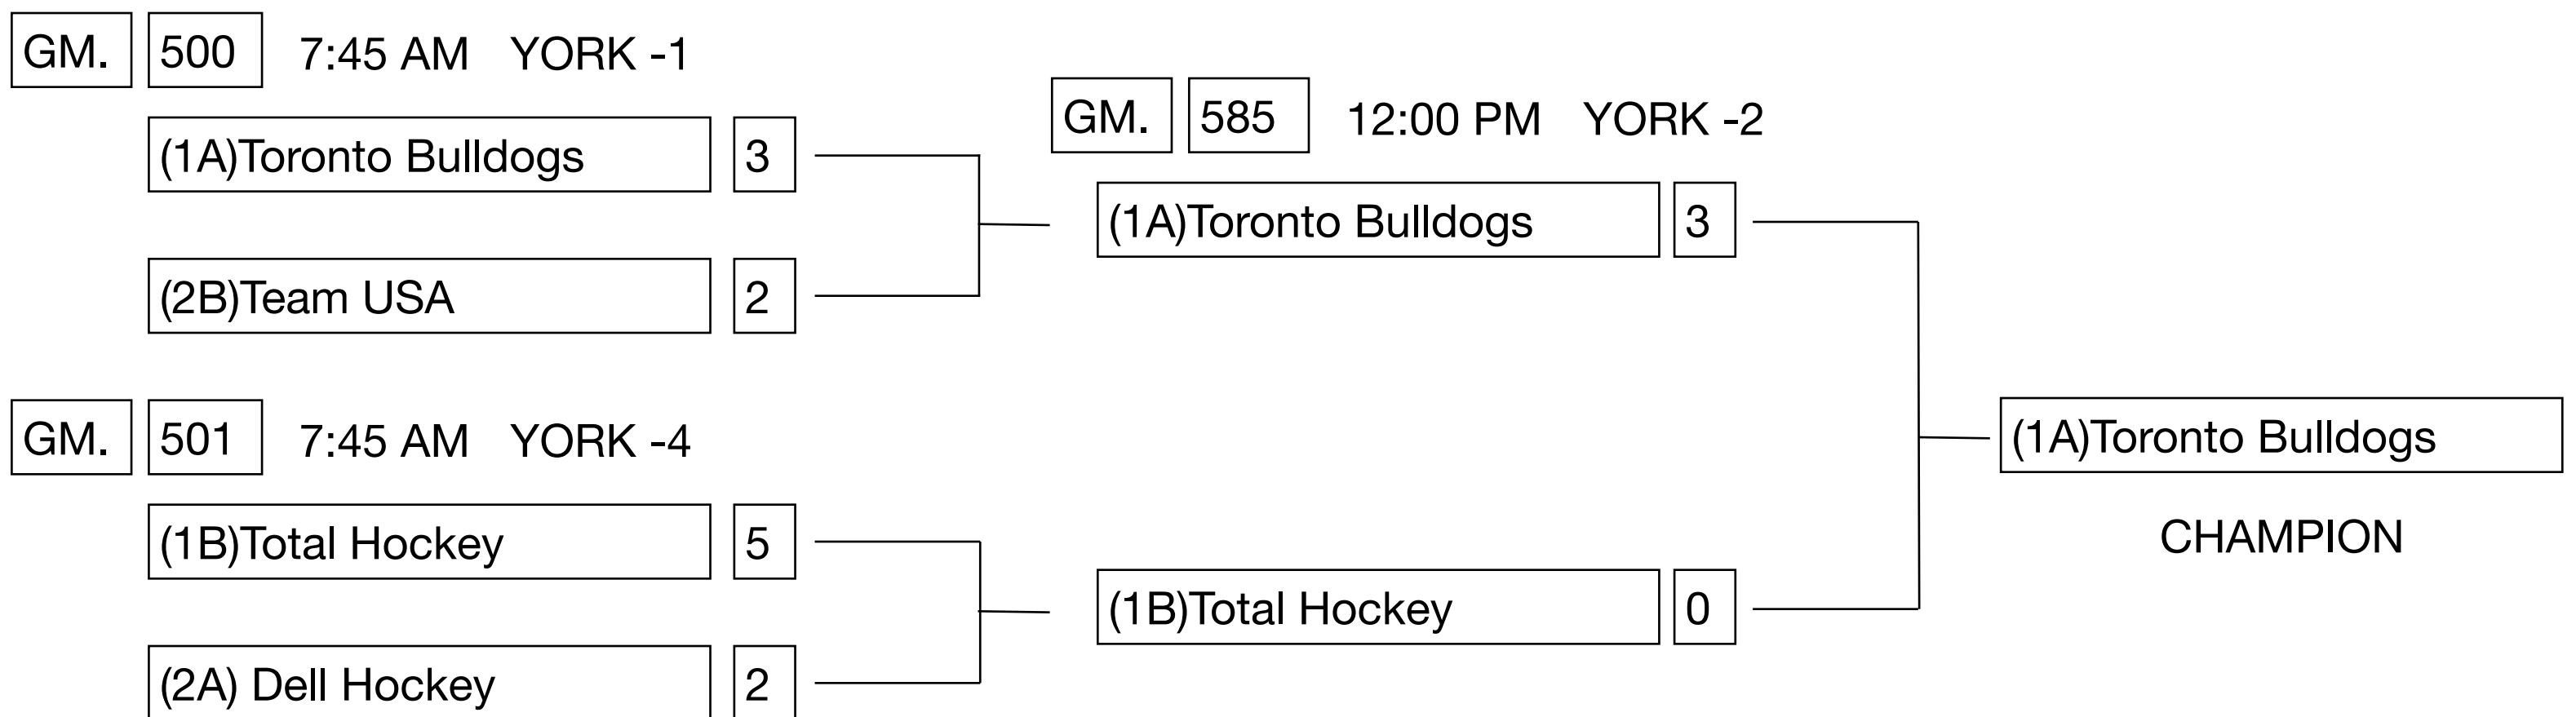 GM. 500 7:45 AM YORK -1
(1A)Toronto Bulldogs 3
(2B)Team USA 2
GM. 501 7:45 AM YORK -4
(1B)Total Hockey 5
(2A) Dell Hockey 2
GM. 585 12:00 PM YORK -2
(1A)Toronto Bulldogs 3
(1B)Total Hockey 0
(1A)Toronto Bulldogs
CHAMPION